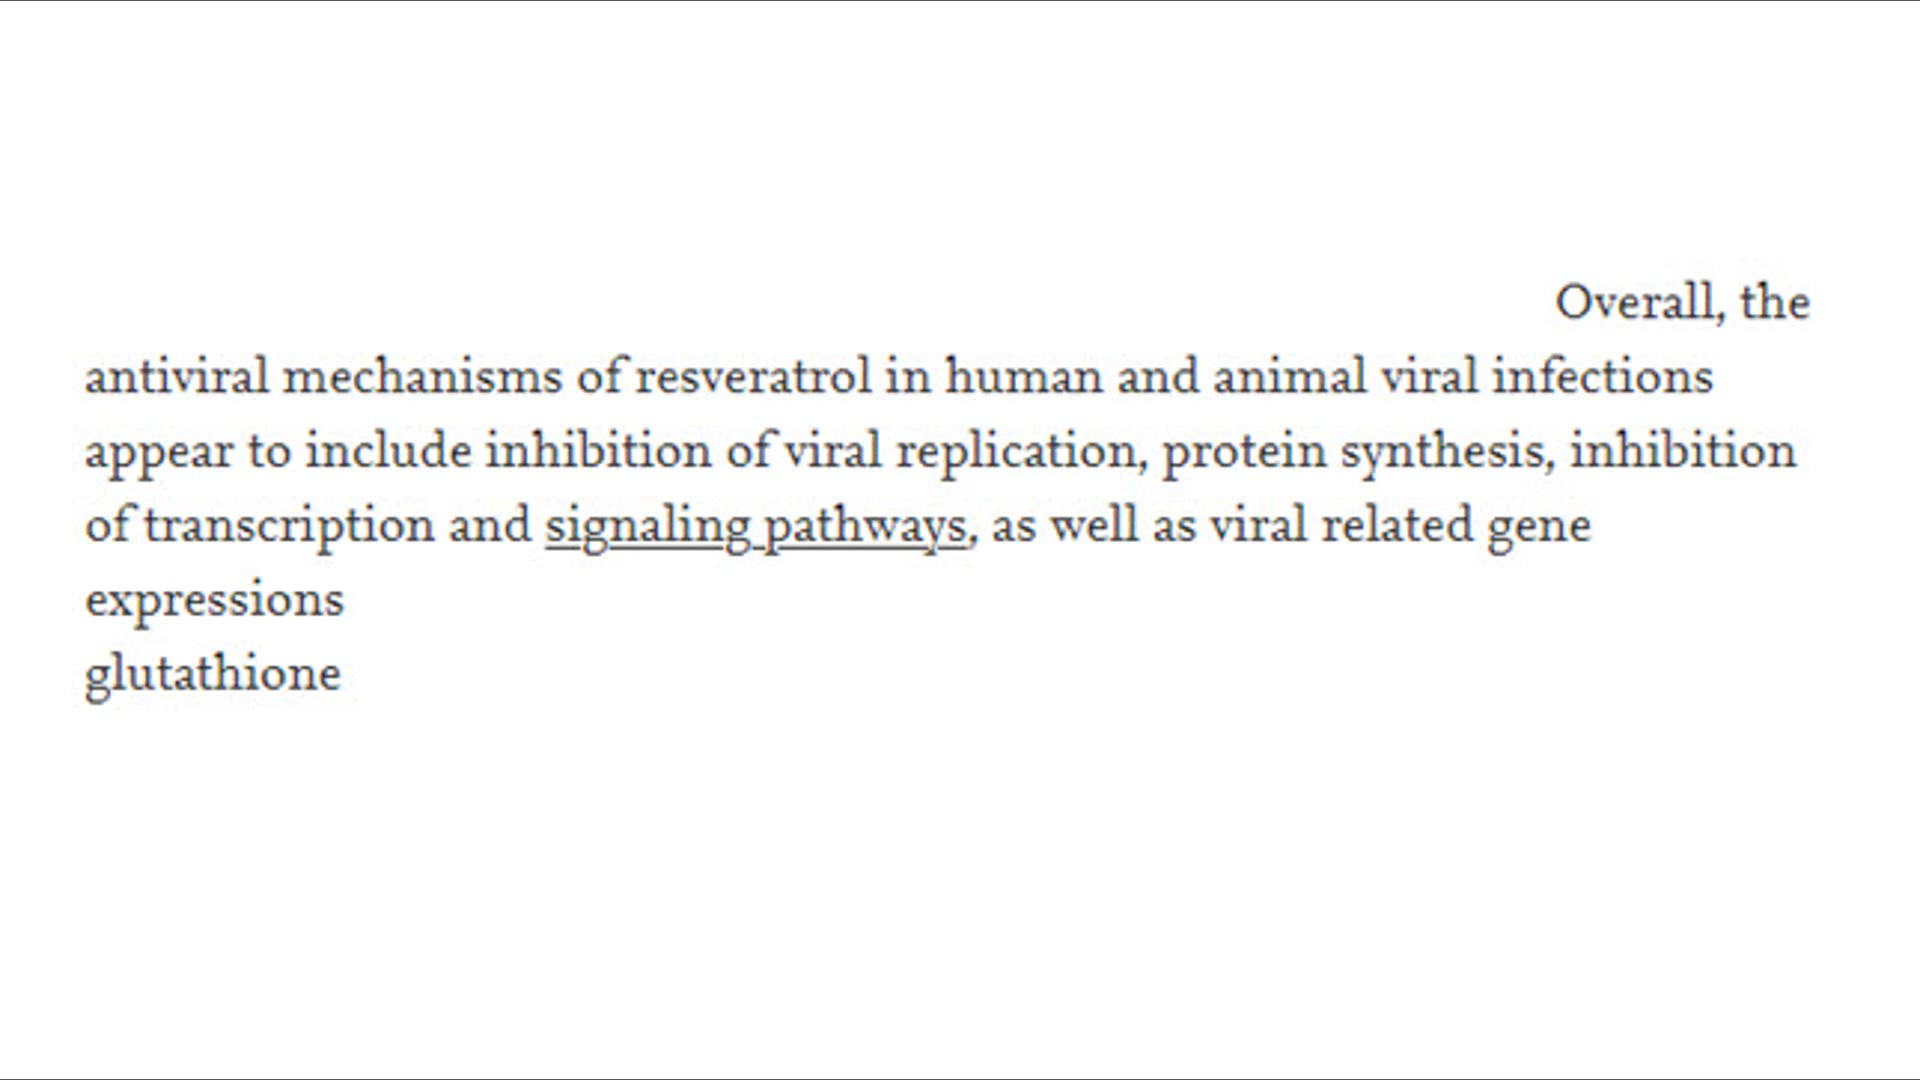 Overall, the
antiviral mechanisms of resveratrol in human and animal viral infections
appear to include inhibition of viral replication, protein synthesis, inhibition
of transcription and signaling pathways, as well as viral related gene
expressions
glutathione